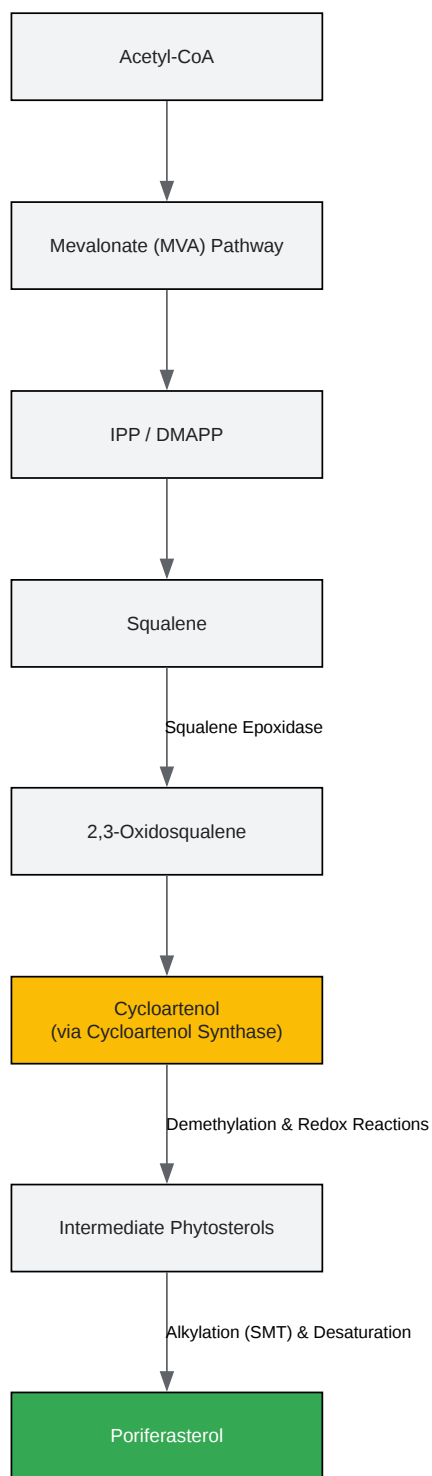 Acetyl-CoA
Mevalonate (MVA) Pathway
IPP / DMAPP
Squalene
Squalene Epoxidase
2,3-Oxidosqualene
Cycloartenol
(via Cycloartenol Synthase)
Demethylation & Redox Reactions
Intermediate Phytosterols
Alkylation (SMT) & Desaturation
Poriferasterol